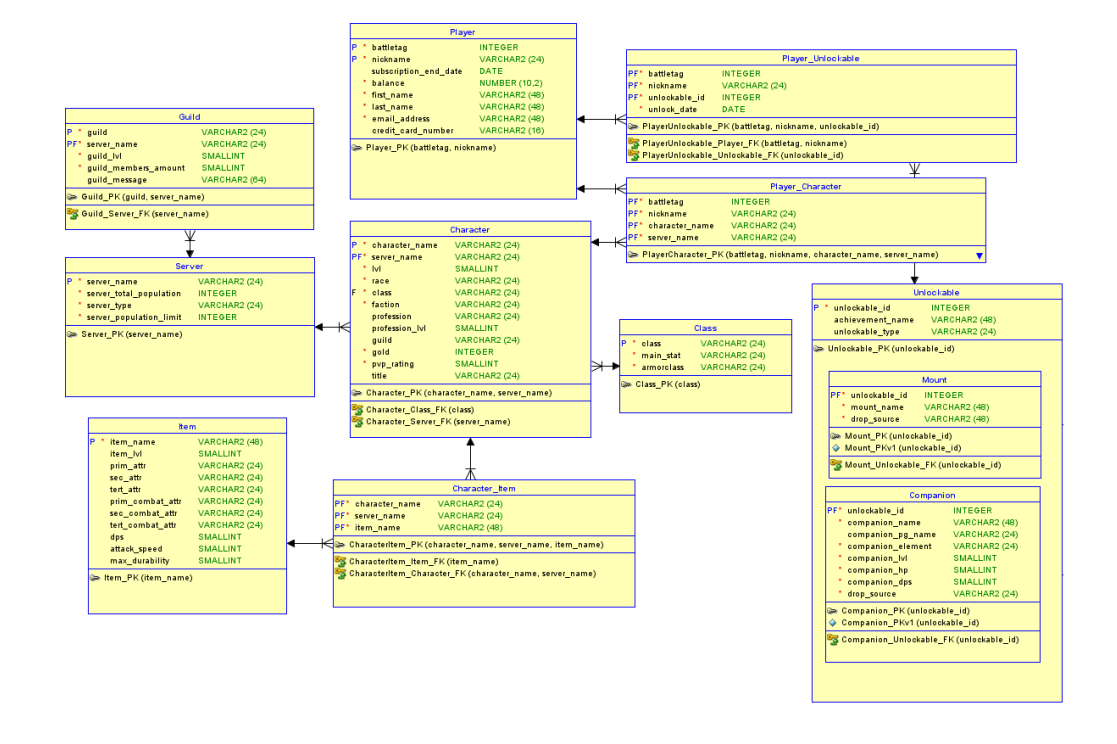 Player
P * battletag INTEGER
P * nickname VARCHAR2 (24)
subscription_end_date DATE
* balance NUMBER (10,2)
* first_name VARCHAR2 (48)
* last_name VARCHAR2 (48)
* email_address VARCHAR2 (48)
credit_card_number VARCHAR2 (16)
Player_PK (battletag, nickname)
Player_Unlockable
PF* battletag INTEGER
PF* nickname VARCHAR2 (24)
PF* unlockable_id INTEGER
* unlock_date DATE
PlayerUnlockable_PK (battletag, nickname, unlockable_id)
PlayerUnlockable_Player_FK (battletag, nickname)
PlayerUnlockable_Unlockable_FK (unlockable_id)
Guild
P * guild VARCHAR2 (24)
PF* server_name VARCHAR2 (24)
* guild_lvl SMALLINT
* guild_members_amount SMALLINT
guild_message VARCHAR2 (64)
Guild_PK (guild, server_name)
Guild_Server_FK (server_name)
Player_Character
PF* battletag INTEGER
PF* nickname VARCHAR2 (24)
PF* character_name VARCHAR2 (24)
PF* server_name VARCHAR2 (24)
PlayerCharacter_PK (battletag, nickname, character_name, server_name)
Character
P * character_name VARCHAR2 (24)
PF* server_name VARCHAR2 (24)
* lvl SMALLINT
* race VARCHAR2 (24)
F * class VARCHAR2 (24)
* faction VARCHAR2 (24)
profession VARCHAR2 (24)
profession_lvl SMALLINT
guild VARCHAR2 (24)
* gold INTEGER
* pvp_rating SMALLINT
title VARCHAR2 (24)
Character_PK (character_name, server_name)
Character_Class_FK (class)
Character_Server_FK (server_name)
Server
P * server_name VARCHAR2 (24)
* server_total_population INTEGER
* server_type VARCHAR2 (24)
* server_population_limit INTEGER
Server_PK (server_name)
Class
P * class VARCHAR2 (24)
* main_stat VARCHAR2 (24)
* armorclass VARCHAR2 (24)
Class_PK (class)
Unlockable
P * unlockable_id INTEGER
achievement_name VARCHAR2 (48)
unlockable_type VARCHAR2 (24)
Unlockable_PK (unlockable_id)
Mount
PF* unlockable_id INTEGER
* mount_name VARCHAR2 (48)
* drop_source VARCHAR2 (48)
Mount_PK (unlockable_id)
Mount_PKv1 (unlockable_id)
Mount_Unlockable_FK (unlockable_id)
Companion
PF* unlockable_id INTEGER
* companion_name VARCHAR2 (48)
companion_pg_name VARCHAR2 (24)
* companion_element VARCHAR2 (24)
* companion_lvl SMALLINT
* companion_hp SMALLINT
* companion_dps SMALLINT
* drop_source VARCHAR2 (24)
Companion_PK (unlockable_id)
Companion_PKv1 (unlockable_id)
Companion_Unlockable_FK (unlockable_id)
Item
P * item_name VARCHAR2 (48)
item_lvl SMALLINT
prim_attr VARCHAR2 (24)
sec_attr VARCHAR2 (24)
tert_attr VARCHAR2 (24)
prim_combat_attr VARCHAR2 (24)
sec_combat_attr VARCHAR2 (24)
tert_combat_attr VARCHAR2 (24)
dps SMALLINT
attack_speed SMALLINT
max_durability SMALLINT
Item_PK (item_name)
Character_Item
PF* character_name VARCHAR2 (24)
PF* server_name VARCHAR2 (24)
PF* item_name VARCHAR2 (48)
CharacterItem_PK (character_name, server_name, item_name)
CharacterItem_Item_FK (item_name)
CharacterItem_Character_FK (character_name, server_name)